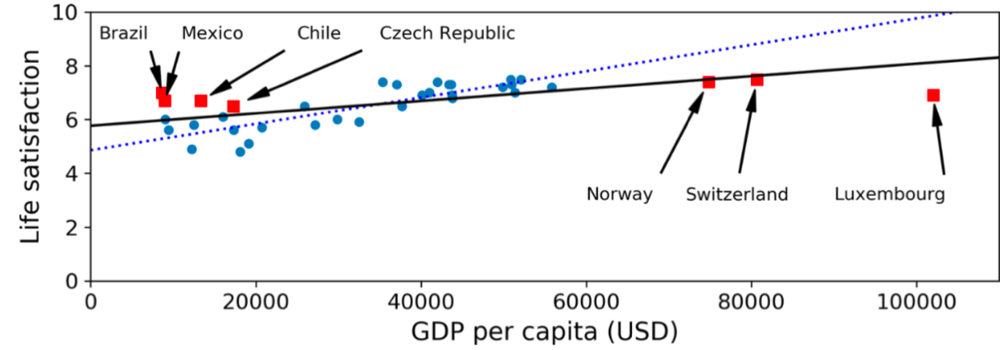 10
8
6
4
2
0
Life satisfaction
Brazil Mexico Chile Czech Republic
Norway Switzerland Luxembourg
0 20000 40000 60000 80000 100000
GDP per capita (USD)